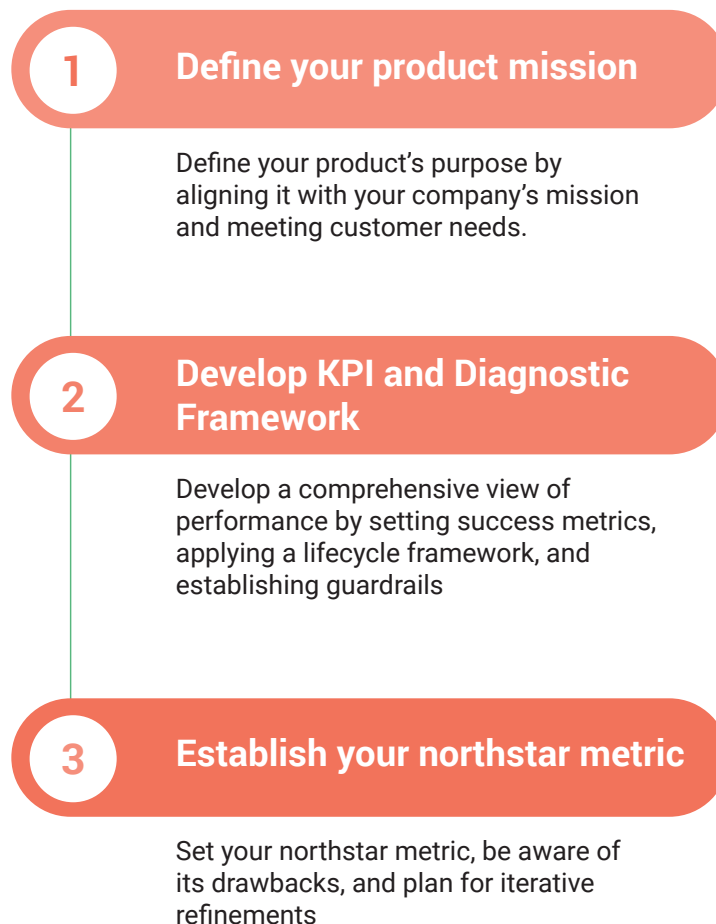 1
Define your product mission
Define your product’s purpose by
aligning it with your company’s mission
and meeting customer needs.
2
Develop KPI and Diagnostic
Framework
Develop a comprehensive view of
performance by setting success metrics,
applying a lifecycle framework, and
establishing guardrails
3
Establish your northstar metric
Set your northstar metric, be aware of
its drawbacks, and plan for iterative
refinements